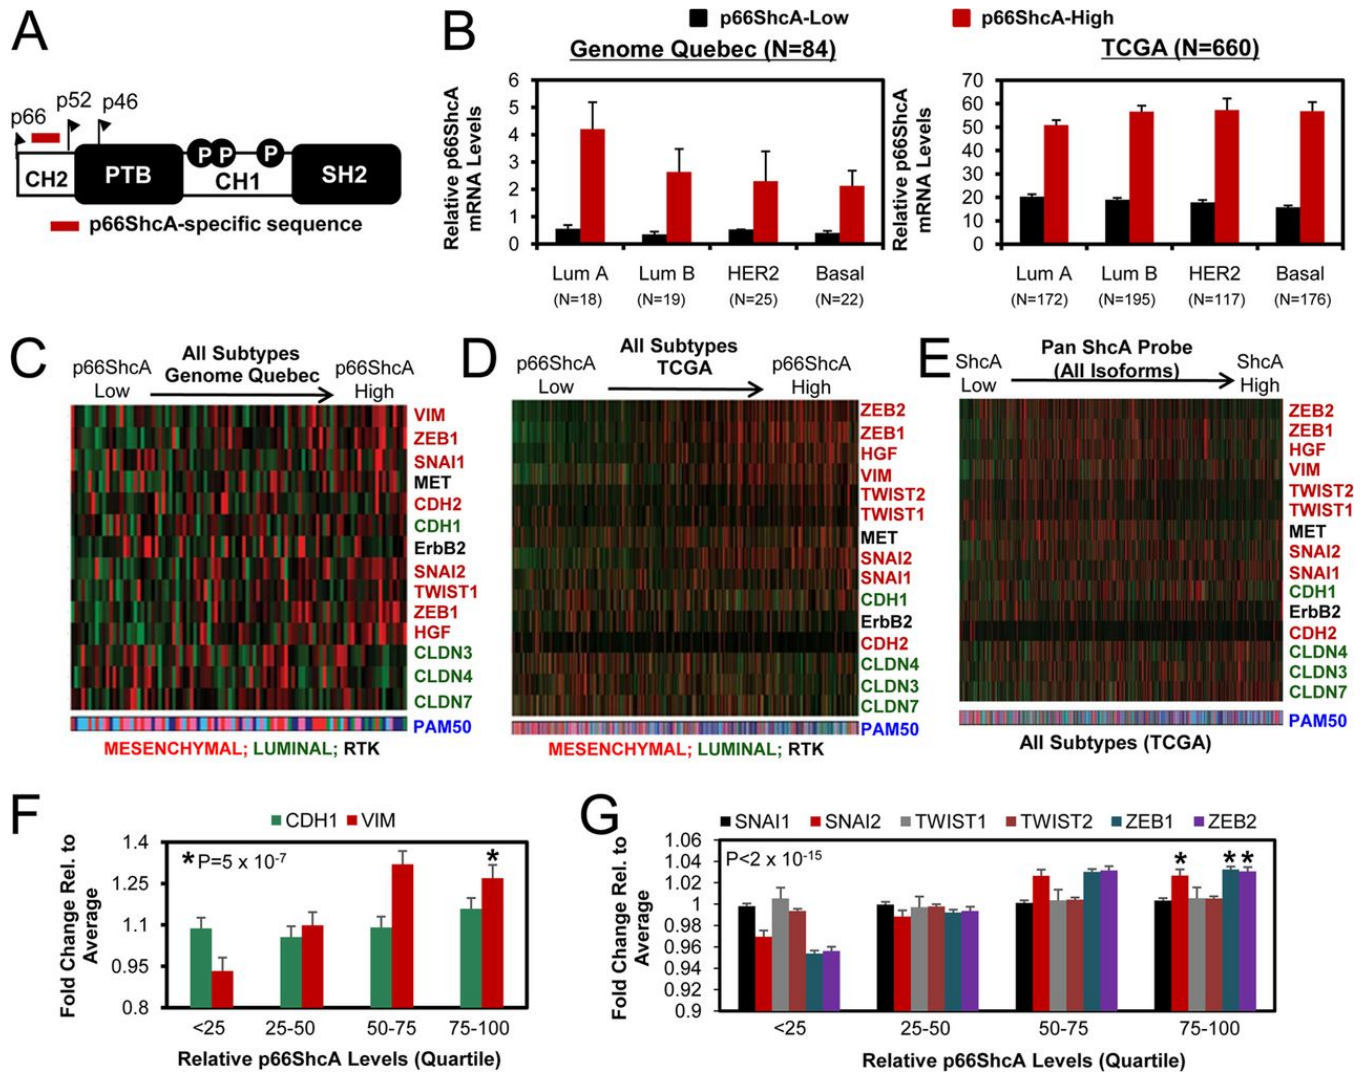 A
p66
p52
p46
CH2
PTB
P
P
P
CH1
SH2
p66ShcA-specific sequence
B
p66ShcA-Low
p66ShcA-High
Genome Quebec (N=84)
Relative p66ShcA
mRNA Levels
6
5
4
3
2
1
0
Lum A
Lum B
HER2
Basal
(N=18)
(N=19)
(N=25)
(N=22)
TCGA (N=660)
Relative p66ShcA
mRNA Levels
70
60
50
40
30
20
10
0
Lum A
Lum B
HER2
Basal
(N=172)
(N=195)
(N=117)
(N=176)
C
p66ShcA
Low
All Subtypes
Genome Quebec
p66ShcA
High
VIM
ZEB1
SNAI1
MET
CDH2
CDH1
ErbB2
SNAI2
TWIST1
ZEB1
HGF
CLDN3
CLDN4
CLDN7
PAM50
MESENCHYMAL; LUMINAL; RTK
D
p66ShcA
Low
All Subtypes
TCGA
p66ShcA
High
ZEB2
ZEB1
HGF
VIM
TWIST2
TWIST1
MET
SNAI2
SNAI1
CDH1
ErbB2
CDH2
CLDN4
CLDN3
CLDN7
PAM50
MESENCHYMAL; LUMINAL; RTK
E
ShcA
Low
Pan ShcA Probe
(All Isoforms)
ShcA
High
ZEB2
ZEB1
HGF
VIM
TWIST2
TWIST1
MET
SNAI2
SNAI1
CDH1
ErbB2
CDH2
CLDN4
CLDN3
CLDN7
PAM50
All Subtypes (TCGA)
F
CDH1 VIM
Fold Change Rel. to
Average
1.4
1.25
1.1
0.95
0.8
*P=5 x 10-7
*
<25
25-50
50-75
75-100
Relative p66ShcA Levels (Quartile)
G
SNAI1 SNAI2 TWIST1 TWIST2 ZEB1 ZEB2
Fold Change Rel. to
Average
1.06
1.04
1.02
1
0.98
0.96
0.94
0.92
0.9
P<2 x 10-15
* * *
<25
25-50
50-75
75-100
Relative p66ShcA Levels (Quartile)